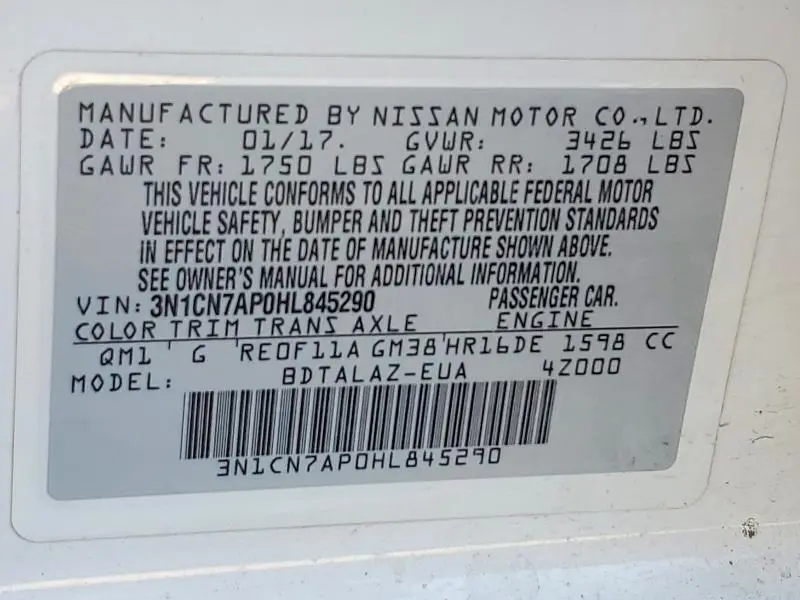 MANUFACTURED BY NISSAN MOTOR CO., LTD.
DATE: 01/17. GVWR: 3426 LBS
GAWR FR: 1750 LBS GAWR RR: 1708 LBS
THIS VEHICLE CONFORMS TO ALL APPLICABLE FEDERAL MOTOR
VEHICLE SAFETY, BUMPER AND THEFT PREVENTION STANDARDS
IN EFFECT ON THE DATE OF MANUFACTURE SHOWN ABOVE.
SEE OWNER'S MANUAL FOR ADDITIONAL INFORMATION.
VIN: 3N1CN7AP0HL845290 PASSENGER CAR.
COLOR TRIM TRANS AXLE ENGINE
QM1 G RE0F11A GM38 HR16DE 1598 CC
MODEL: BDTALAZ-EUA 4Z000
3N1CN7AP0HL845290